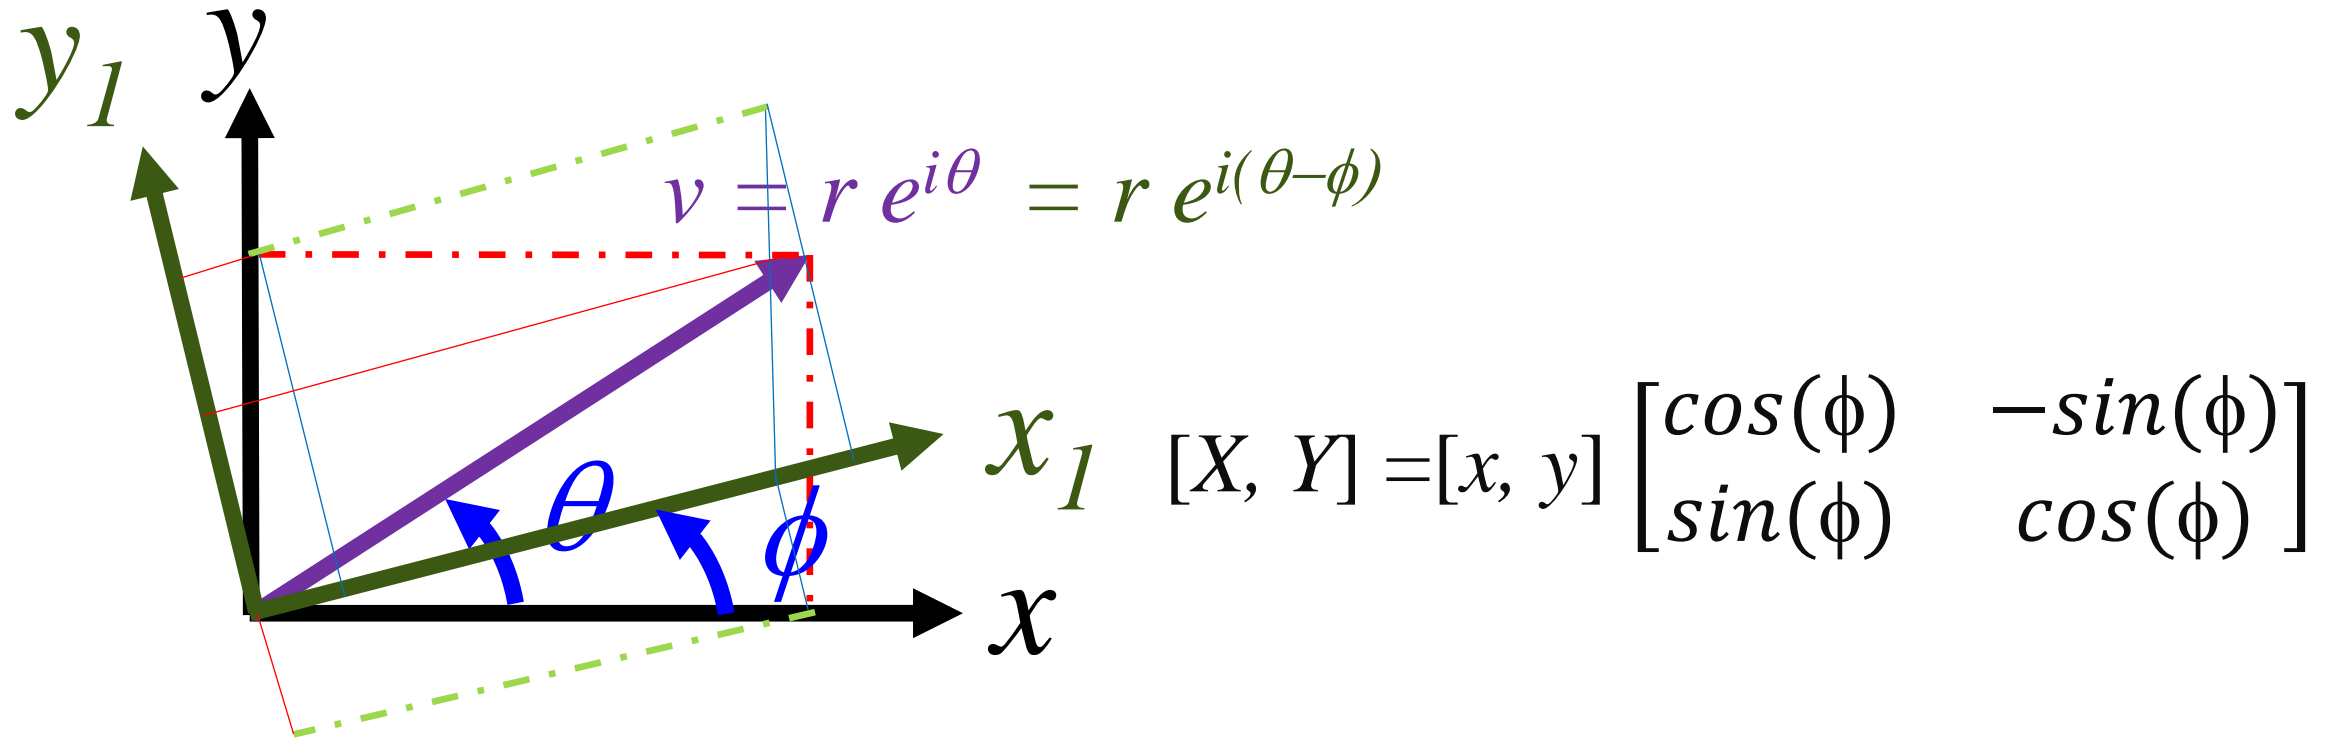 y₁
y
v = r e^{iθ} = r e^{i(θ−ϕ)}
θ
ϕ
x₁
[X, Y] =[x, y] [cos(ϕ) −sin(ϕ)
sin(ϕ) cos(ϕ)]
x